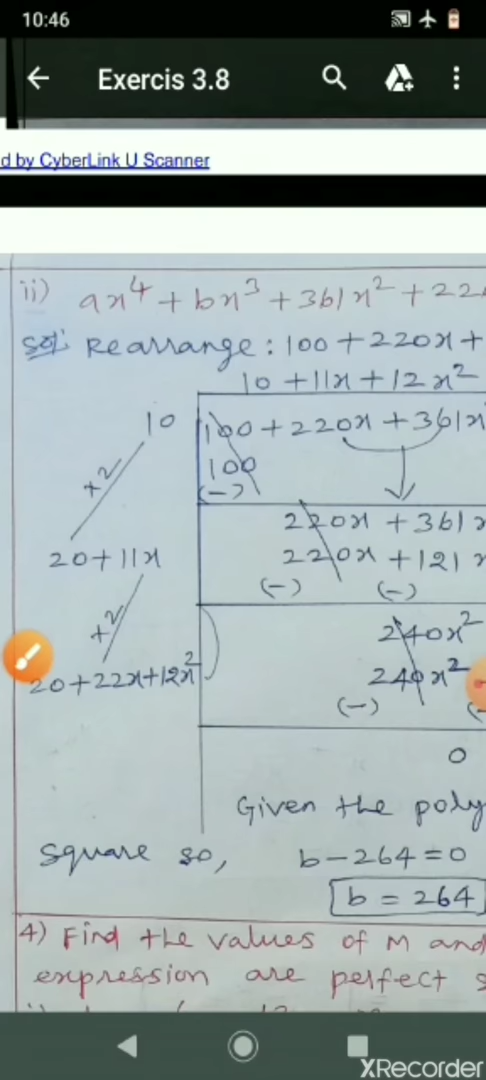 10:46
Exercis 3.8
d by CyberLink U Scanner
ii) ax⁴ + bx³ + 361x² + 22
Sol: Rearrange: 100 + 220x +
10 + 11x + 12x²
10 100 + 220x + 361x
×2 100
(-)
220x + 361x
20 + 11x 220x + 121x
(-) (-)
×2 240x²
20 + 22x + 12x² 240x²
(-)
0
Given the poly
square so, b - 264 = 0
b = 264
4) Find the values of M and
expression are perfect s
XRecorder